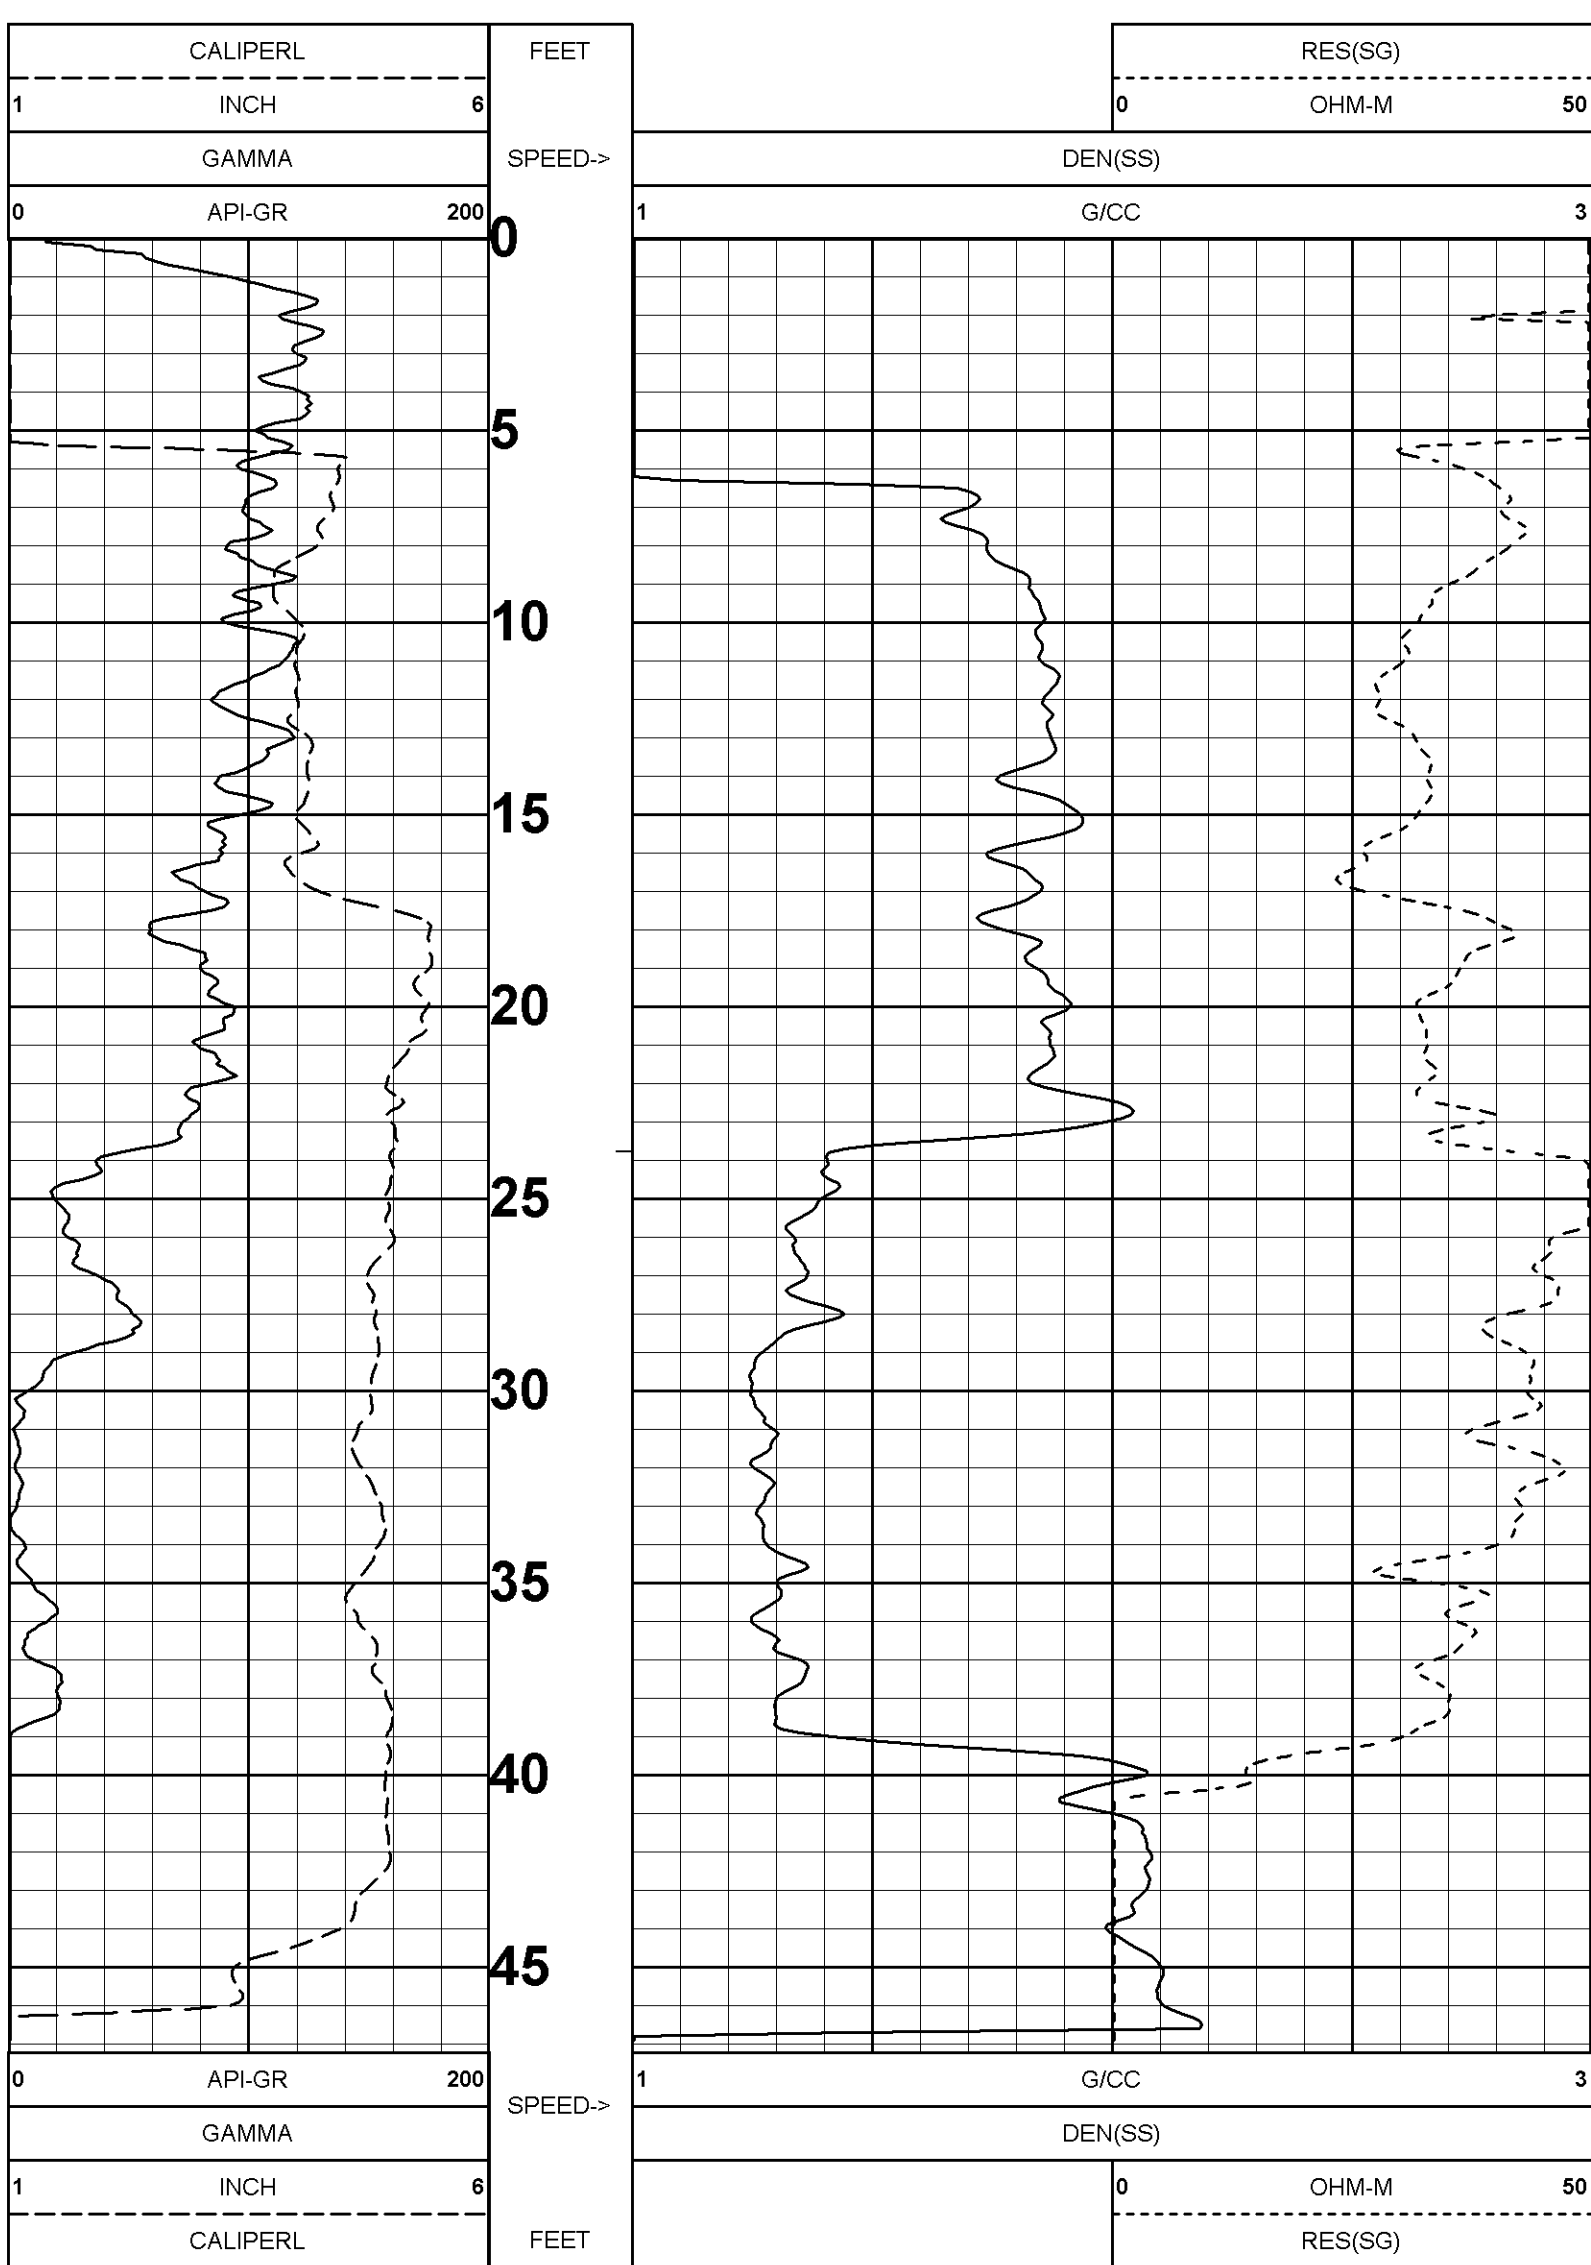 CALIPERL FEET RES(SG)
1 INCH 6 0 OHM-M 50
GAMMA SPEED-> DEN(SS)
0 API-GR 200 1 G/CC 3
0
5
10
15
20
25
30
35
40
45
0 API-GR 200 1 G/CC 3
SPEED->
GAMMA DEN(SS)
1 INCH 6 0 OHM-M 50
CALIPERL FEET RES(SG)